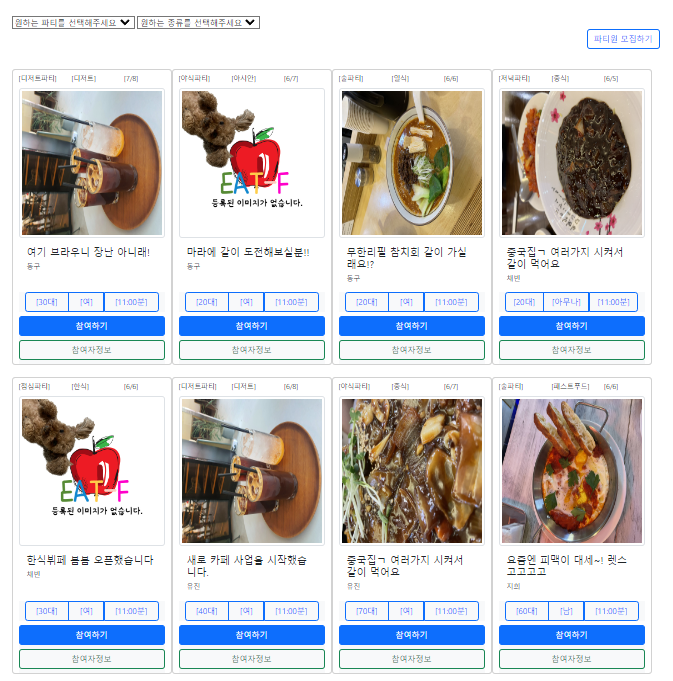 원하는 파티를 선택해주세요 원하는 종류를 선택해주세요
파티원 모집하기
[디저트파티] [디저트] [7/8]
[야식파티] [아시안] [6/7]
[술파티] [일식] [6/6]
[저녁파티] [중식] [6/5]
EAT-F
등록된 이미지가 없습니다.
여기 브라우니 장난 아니래!
동구
마라에 같이 도전해보실분!!
동구
무한리필 참치회 같이 가실
래요!?
동구
중국집ㄱ 여러가지 시켜서
같이 먹어요
채빈
[30대] [여] [11:00분]
[20대] [여] [11:00분]
[20대] [여] [11:00분]
[20대] [아무나] [11:00분]
참여하기
참여하기
참여하기
참여하기
참여자정보
참여자정보
참여자정보
참여자정보
[점심파티] [한식] [6/6]
[디저트파티] [디저트] [6/8]
[야식파티] [중식] [6/7]
[술파티] [패스트푸드] [6/6]
EAT-F
등록된 이미지가 없습니다.
한식뷔페 봄봄 오픈했습니다
채빈
새로 카페 사업을 시작했습
니다.
유진
중국집ㄱ 여러가지 시켜서
같이 먹어요
유진
요즘엔 피맥이 대세~! 렛스
고고고고
지희
[30대] [여] [11:00분]
[40대] [여] [11:00분]
[70대] [여] [11:00분]
[60대] [남] [11:00분]
참여하기
참여하기
참여하기
참여하기
참여자정보
참여자정보
참여자정보
참여자정보